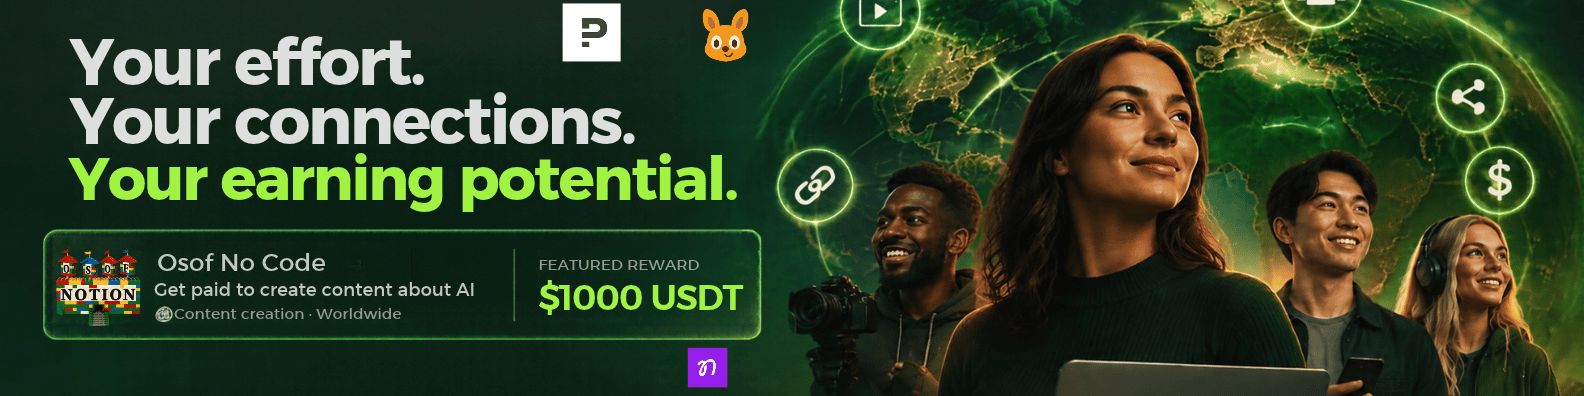 Your effort.
Your connections.
Your earning potential.
OSOF
NOTION
Osof No Code
Get paid to create content about AI
Content creation · Worldwide
FEATURED REWARD
$1000 USDT